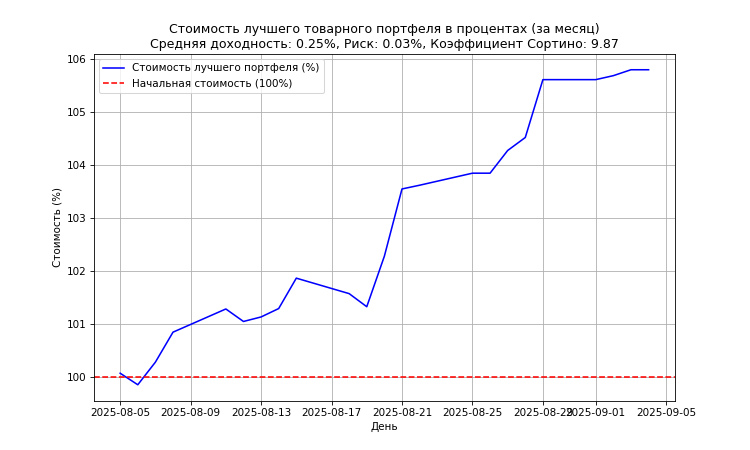 Стоимость лучшего товарного портфеля в процентах (за месяц)
Средняя доходность: 0.25%, Риск: 0.03%, Коэффициент Сортино: 9.87
Стоимость лучшего портфеля (%)
Начальная стоимость (100%)
Стоимость (%)
106
105
104
103
102
101
100
2025-08-05 2025-08-09 2025-08-13 2025-08-17 2025-08-21 2025-08-25 2025-08-29 2025-09-01 2025-09-05
День